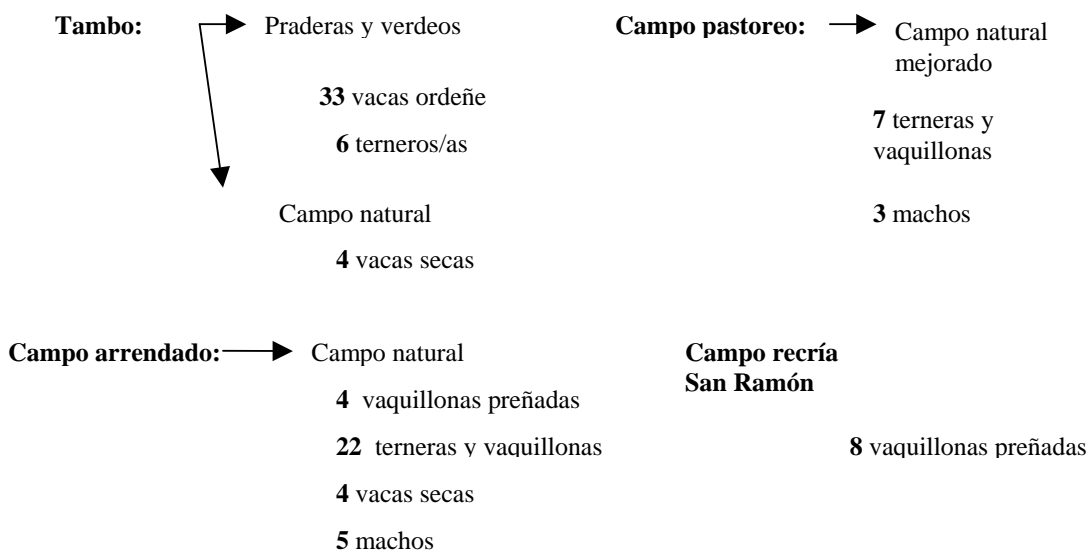 Tambo:
Praderas y verdeos
33 vacas ordeñe
6 terneros/as
Campo natural
4 vacas secas
Campo pastoreo:
Campo natural
mejorado
7 terneras y
vaquillonas
3 machos
Campo arrendado:
Campo natural
4 vaquillonas preñadas
22 terneras y vaquillonas
4 vacas secas
5 machos
Campo recría
San Ramón
8 vaquillonas preñadas